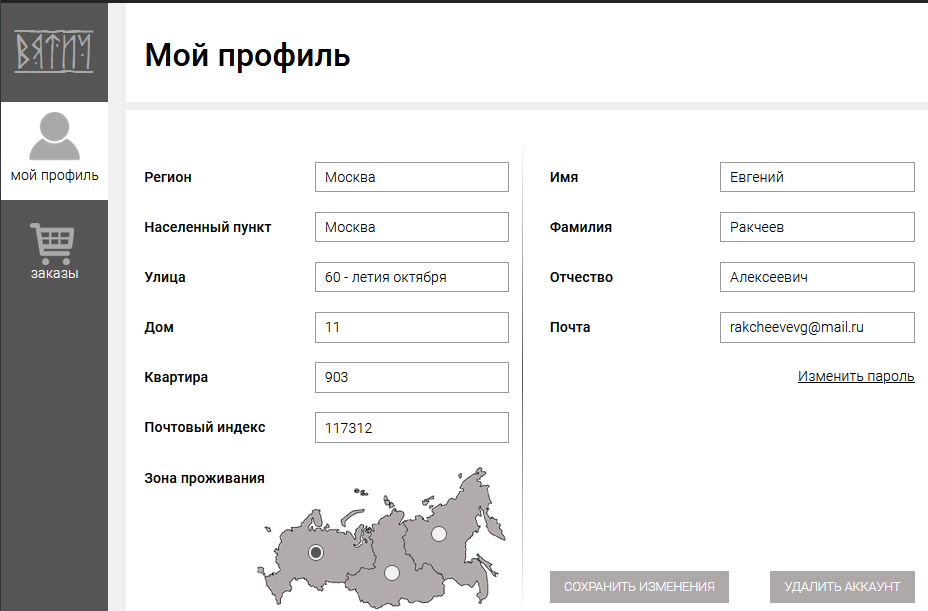 ВЯТИЧ
Мой профиль
мой профиль
заказы
Регион
Москва
Населенный пункт
Москва
Улица
60 - летия октября
Дом
11
Квартира
903
Почтовый индекс
117312
Зона проживания
Имя
Евгений
Фамилия
Ракчеев
Отчество
Алексеевич
Почта
rakcheevevg@mail.ru
Изменить пароль
СОХРАНИТЬ ИЗМЕНЕНИЯ
УДАЛИТЬ АККАУНТ